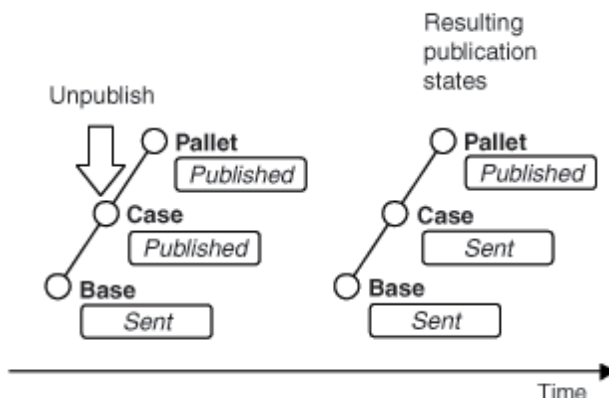 Resulting
publication
states
Unpublish
Pallet
Published
Case
Published
Base
Sent
Pallet
Published
Case
Sent
Base
Sent
Time